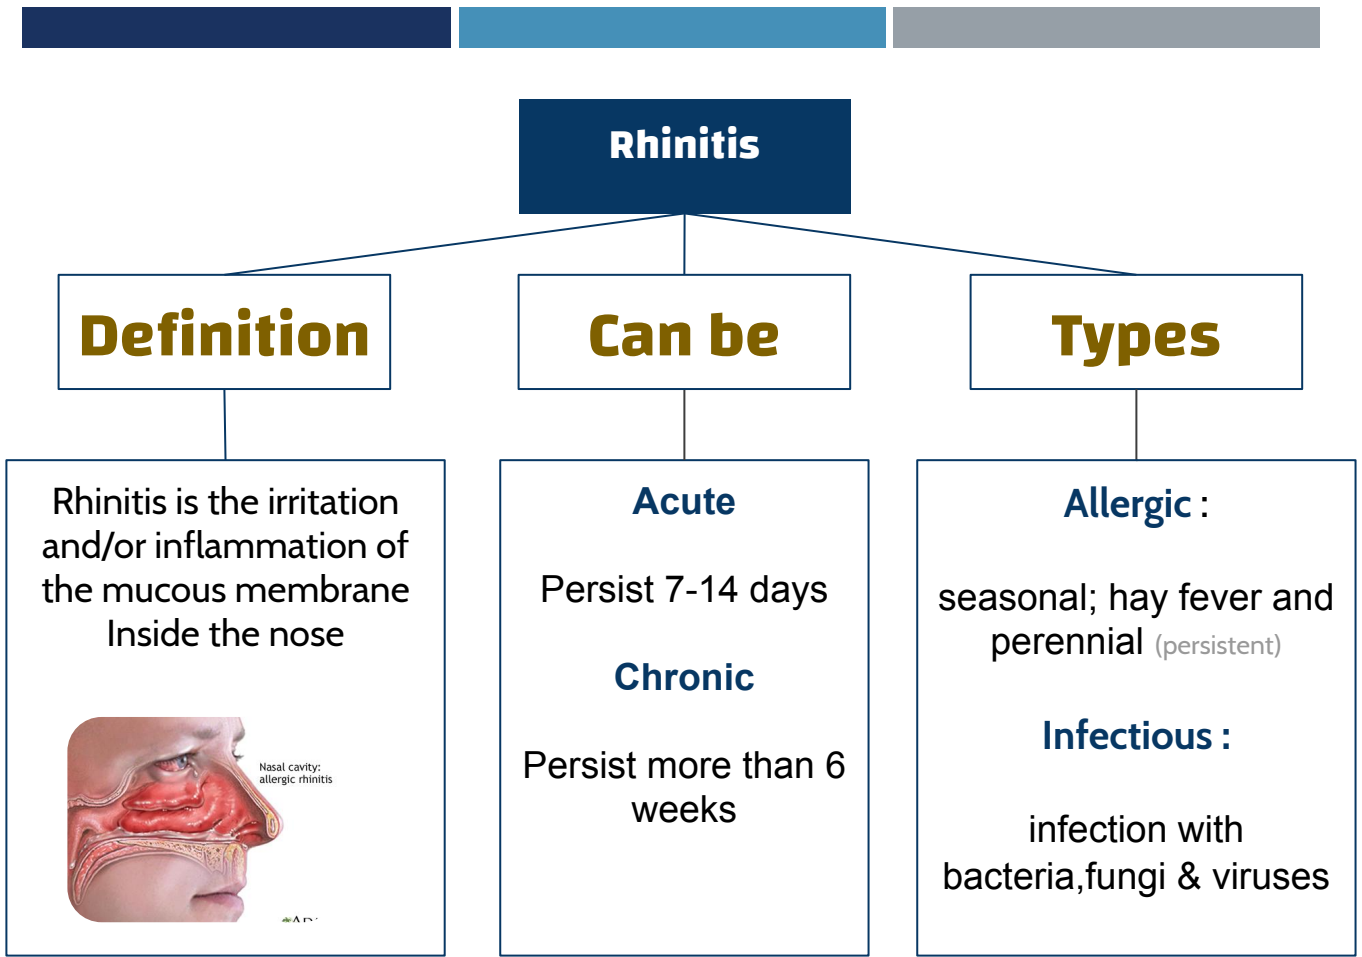 Rhinitis
Definition
Rhinitis is the irritation
and/or inflammation of
the mucous membrane
Inside the nose
Nasal cavity:
allergic rhinitis
Can be
Acute
Persist 7-14 days
Chronic
Persist more than 6
weeks
Types
Allergic :
seasonal; hay fever and
perennial (persistent)
Infectious :
infection with
bacteria,fungi & viruses